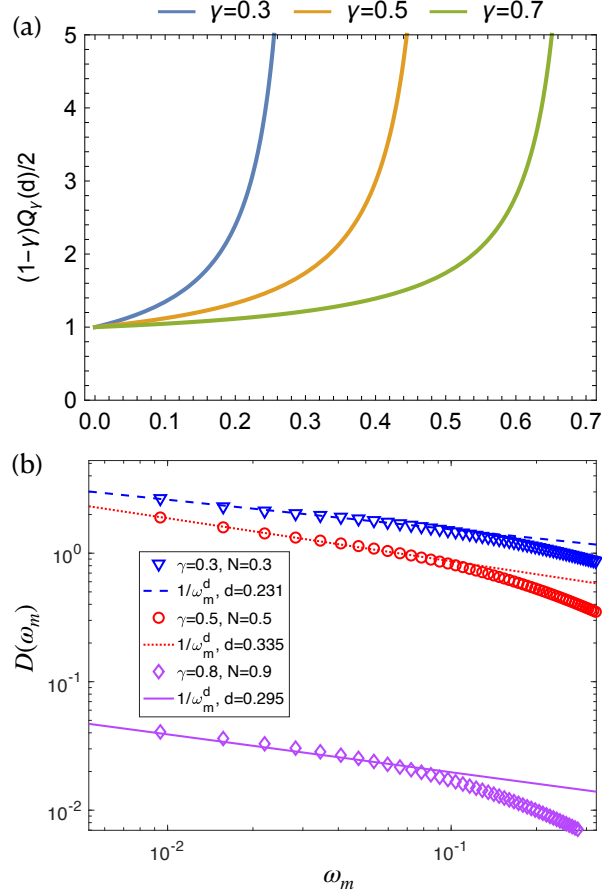 (a)
γ=0.3 γ=0.5 γ=0.7
5
4
3
2
1
0
(1-γ)Q_γ(d)/2
0.0 0.1 0.2 0.3 0.4 0.5 0.6 0.7
(b)
10^0
10^-1
10^-2
D(ω_m)
γ=0.3, N=0.3
1/ω_m^d, d=0.231
γ=0.5, N=0.5
1/ω_m^d, d=0.335
γ=0.8, N=0.9
1/ω_m^d, d=0.295
10^-2 10^-1
ω_m